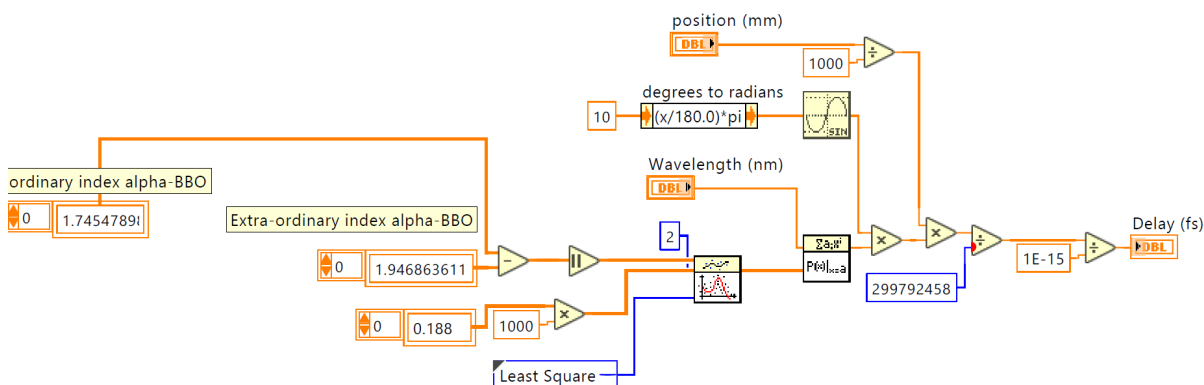 position (mm)
DBL
1000
degrees to radians
10
(x/180.0)*pi
SIN
Wavelength (nm)
DBL
ordinary index alpha-BBO
0
1.74547898
Extra-ordinary index alpha-BBO
0
1.946863611
2
Σaᵢxⁱ
P(x)|x=a
Delay (fs)
DBL
1E-15
299792458
0
0.188
1000
Least Square